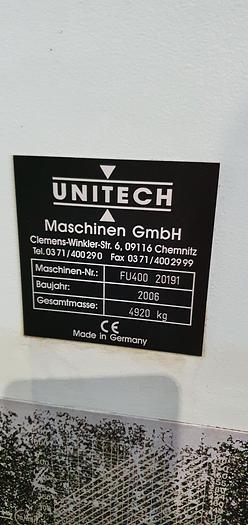 UNITECH
Maschinen GmbH
Clemens-Winkler-Str. 6, 09116 Chemnitz
Tel. 0371/400290 Fax 0371/4002999
Maschinen-Nr.: FU400 20191
Baujahr: 2006
Gesamtmasse: 4920 kg
CE
Made in Germany